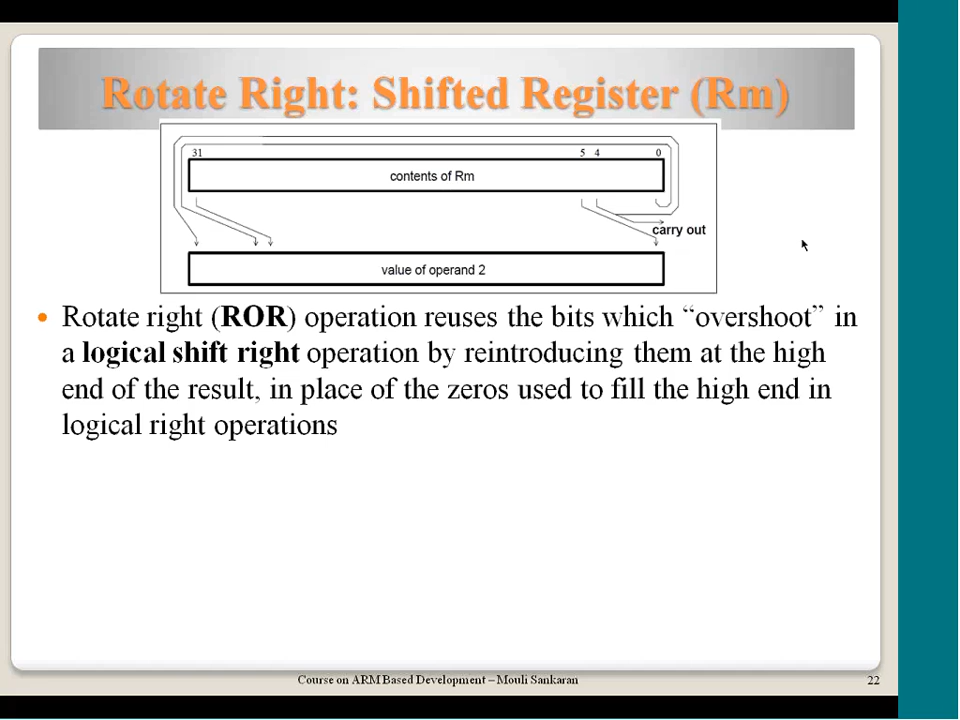 Rotate Right: Shifted Register (Rm)
31 5 4 0
contents of Rm
carry out
value of operand 2
• Rotate right (ROR) operation reuses the bits which “overshoot” in
a logical shift right operation by reintroducing them at the high
end of the result, in place of the zeros used to fill the high end in
logical right operations
Course on ARM Based Development – Mouli Sankaran 22